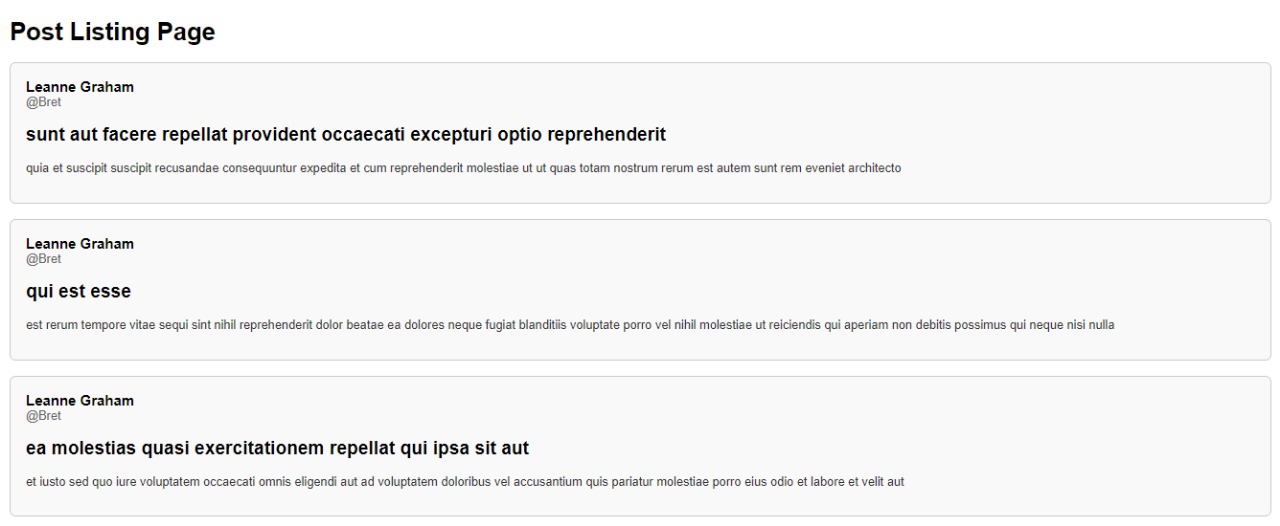 Post Listing Page
Leanne Graham
@Bret
sunt aut facere repellat provident occaecati excepturi optio reprehenderit
quia et suscipit suscipit recusandae consequuntur expedita et cum reprehenderit molestiae ut ut quas totam nostrum rerum est autem sunt rem eveniet architecto
Leanne Graham
@Bret
qui est esse
est rerum tempore vitae sequi sint nihil reprehenderit dolor beatae ea dolores neque fugiat blanditiis voluptate porro vel nihil molestiae ut reiciendis qui aperiam non debitis possimus qui neque nisi nulla
Leanne Graham
@Bret
ea molestias quasi exercitationem repellat qui ipsa sit aut
et iusto sed quo iure voluptatem occaecati omnis eligendi aut ad voluptatem doloribus vel accusantium quis pariatur molestiae porro eius odio et labore et velit aut